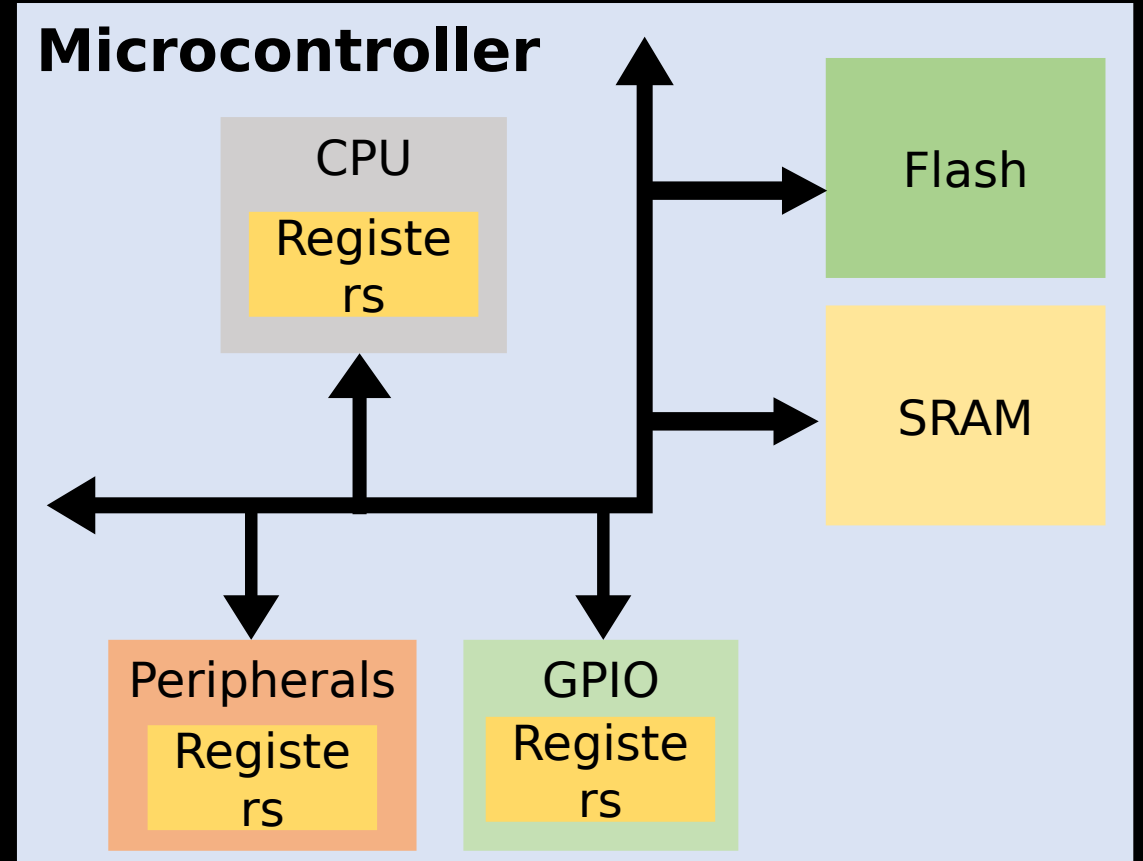 Microcontroller
CPU
Registe
rs
Flash
SRAM
Peripherals
Registe
rs
GPIO
Registe
rs